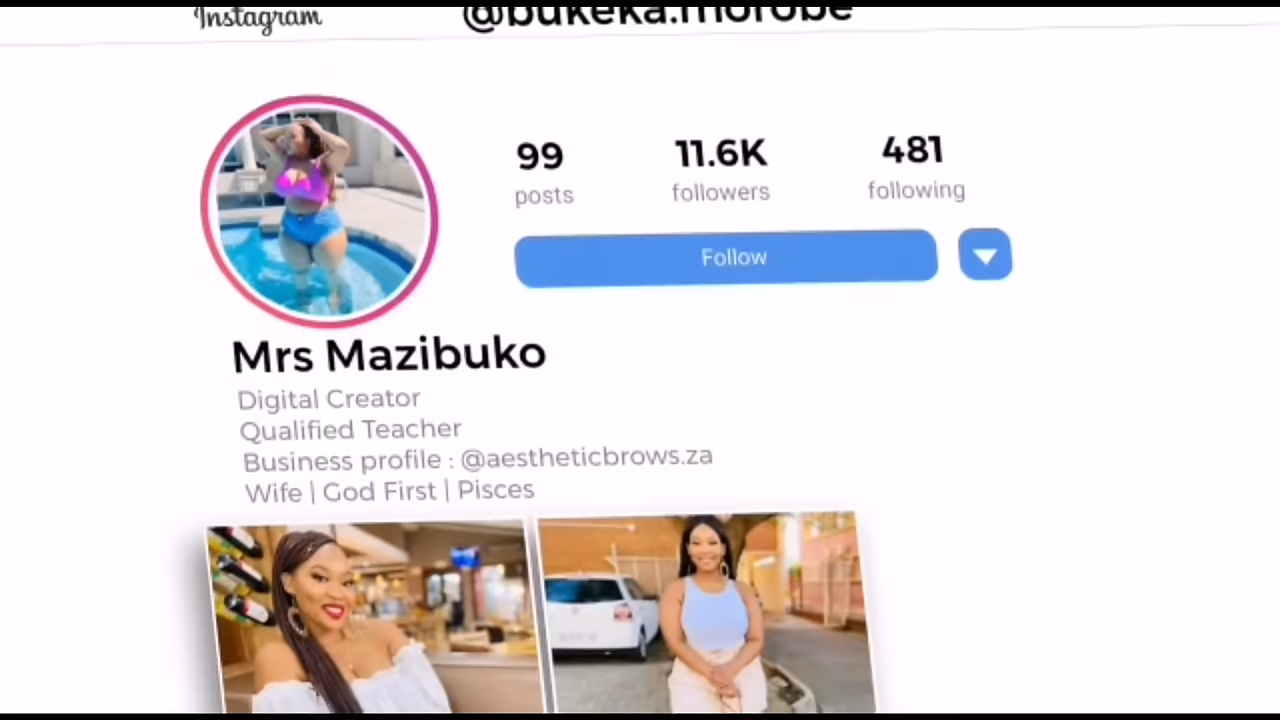 Instagram
@bukeka.morobe
99
11.6K
481
posts
followers
following
Follow
Mrs Mazibuko
Digital Creator
Qualified Teacher
Business profile : @aestheticbrows.za
Wife | God First | Pisces